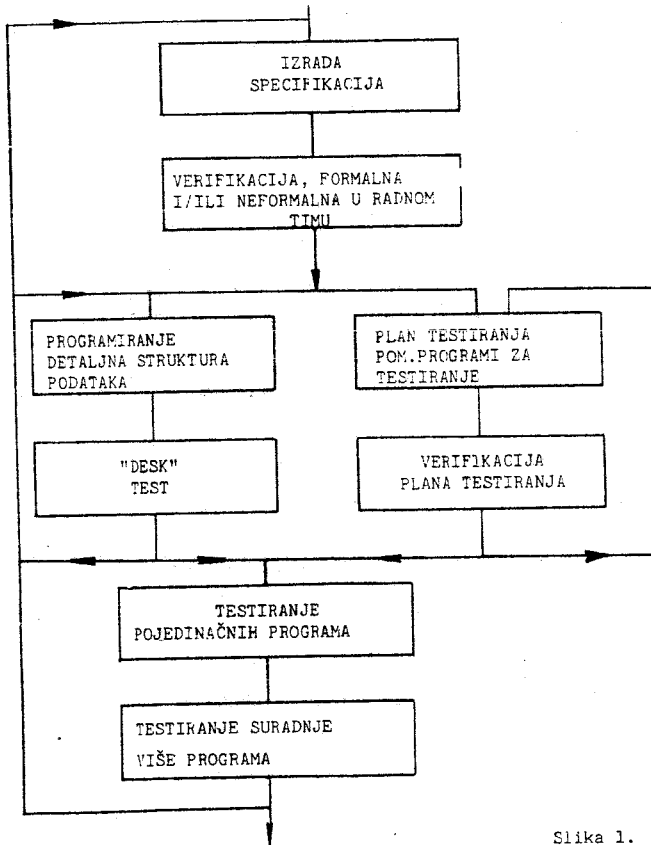 IZRADA
SPECIFIKACIJA
VERIFIKACIJA, FORMALNA
I/ILI NEFORMALNA U RADNOM
TIMU
PROGRAMIRANJE
DETALJNA STRUKTURA
PODATAKA
PLAN TESTIRANJA
POM.PROGRAMI ZA
TESTIRANJE
"DESK"
TEST
VERIFIKACIJA
PLANA TESTIRANJA
TESTIRANJE
POJEDINAČNIH PROGRAMA
TESTIRANJE SURADNJE
VIŠE PROGRAMA
Slika 1.